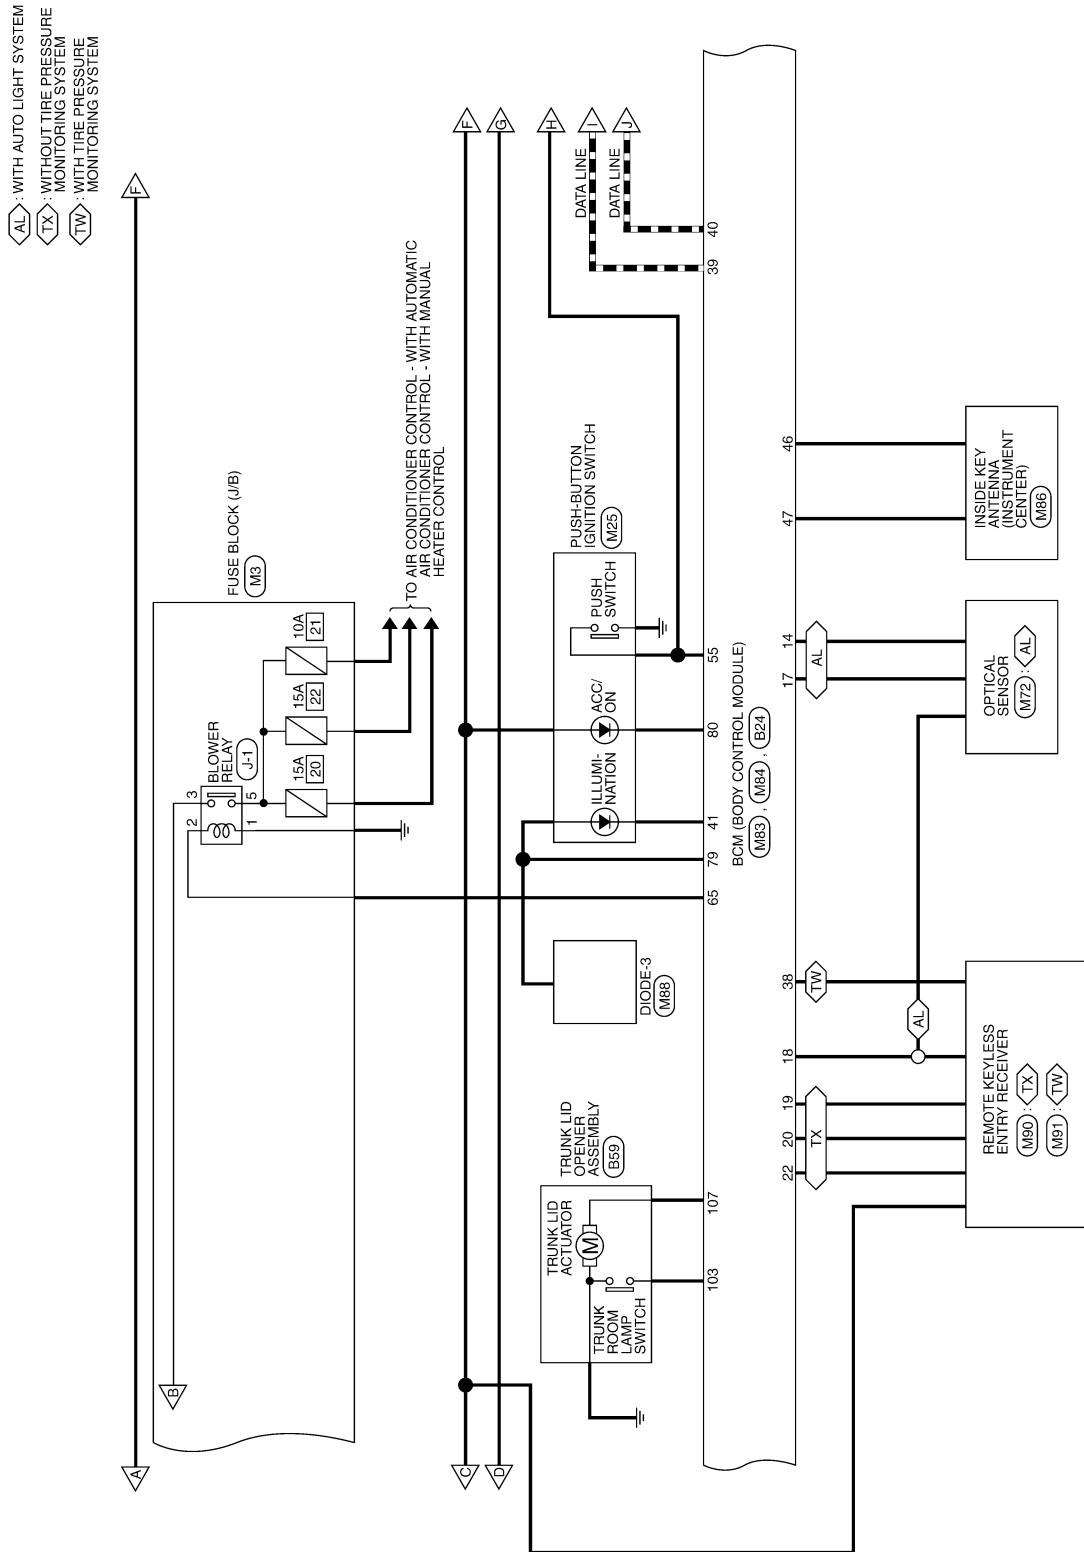 AL : WITH AUTO LIGHT SYSTEM
TX : WITHOUT TIRE PRESSURE
MONITORING SYSTEM
TW : WITH TIRE PRESSURE
MONITORING SYSTEM
A
F
FUSE BLOCK (J/B)
M3
B
BLOWER
RELAY
J-1
2
3
1
5
15A
20
15A
22
10A
21
TO AIR CONDITIONER CONTROL - WITH AUTOMATIC
AIR CONDITIONER CONTROL - WITH MANUAL
HEATER CONTROL
C
F
D
G
H
I
J
DATA LINE
DATA LINE
TRUNK LID
OPENER
ASSEMBLY
B59
TRUNK LID
ACTUATOR
M
TRUNK
ROOM
LAMP
SWITCH
DIODE-3
M88
PUSH-BUTTON
IGNITION SWITCH
M25
ILLUMI-
NATION
ACC/
ON
PUSH
SWITCH
103
107
65
79
41
80
55
39
40
BCM (BODY CONTROL MODULE)
M83 , M84 , B24
22
20
19
18
38
17
14
47
46
TX
TW
AL
AL
REMOTE KEYLESS
ENTRY RECEIVER
M90 : TX
M91 : TW
OPTICAL
SENSOR
M72 : AL
INSIDE KEY
ANTENNA
(INSTRUMENT
CENTER)
M86